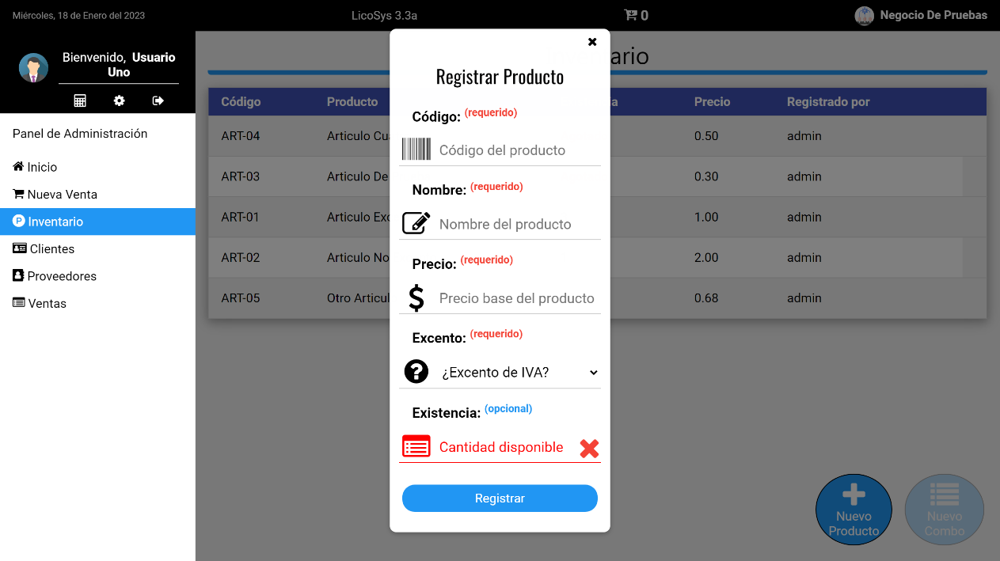 Miércoles, 18 de Enero del 2023
LicoSys 3.3a
0
Negocio De Pruebas
Bienvenido, Usuario
Uno
Panel de Administración
Inicio
Nueva Venta
Inventario
Clientes
Proveedores
Ventas
ario
Código Producto a Precio Registrado por
ART-04 Articulo Cu 0.50 admin
ART-03 Articulo De 0.30 admin
ART-01 Articulo Exc 1.00 admin
ART-02 Articulo No 2.00 admin
ART-05 Otro Articul 0.68 admin
Registrar Producto
Código: (requerido)
Código del producto
Nombre: (requerido)
Nombre del producto
Precio: (requerido)
Precio base del producto
Excento: (requerido)
¿Excento de IVA?
Existencia: (opcional)
Cantidad disponible
Registrar
Nuevo
Producto
Nuevo
Combo